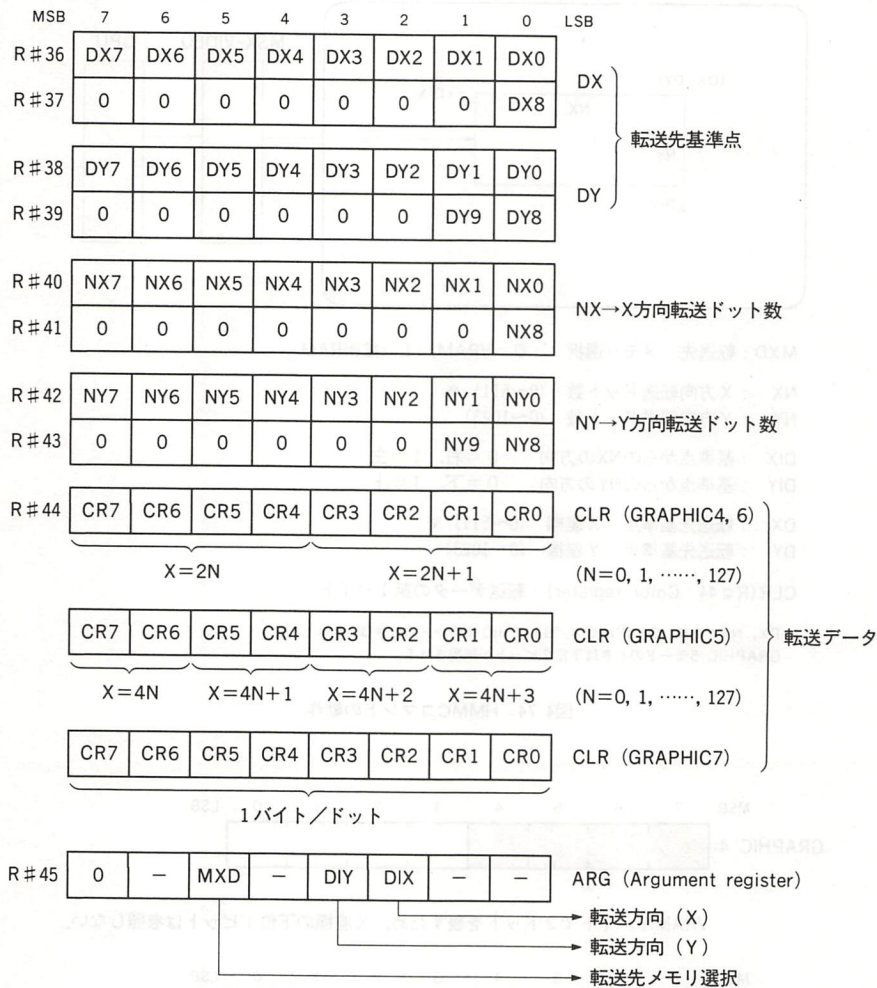 MSB 7 6 5 4 3 2 1 0 LSB
R♯36 DX7 DX6 DX5 DX4 DX3 DX2 DX1 DX0
DX
R♯37 0 0 0 0 0 0 0 DX8
転送先基準点
R♯38 DY7 DY6 DY5 DY4 DY3 DY2 DY1 DY0
DY
R♯39 0 0 0 0 0 0 DY9 DY8
R♯40 NX7 NX6 NX5 NX4 NX3 NX2 NX1 NX0
NX→X方向転送ドット数
R♯41 0 0 0 0 0 0 0 NX8
R♯42 NY7 NY6 NY5 NY4 NY3 NY2 NY1 NY0
NY→Y方向転送ドット数
R♯43 0 0 0 0 0 0 NY9 NY8
R♯44 CR7 CR6 CR5 CR4 CR3 CR2 CR1 CR0 CLR (GRAPHIC4, 6)
X=2N X=2N+1 (N=0, 1, ……, 127)
CR7 CR6 CR5 CR4 CR3 CR2 CR1 CR0 CLR (GRAPHIC5) 転送データ
X=4N X=4N+1 X=4N+2 X=4N+3 (N=0, 1, ……, 127)
CR7 CR6 CR5 CR4 CR3 CR2 CR1 CR0 CLR (GRAPHIC7)
1バイト/ドット
R♯45 0 − MXD − DIY DIX − − ARG (Argument register)
転送方向 (X)
転送方向 (Y)
転送先メモリ選択